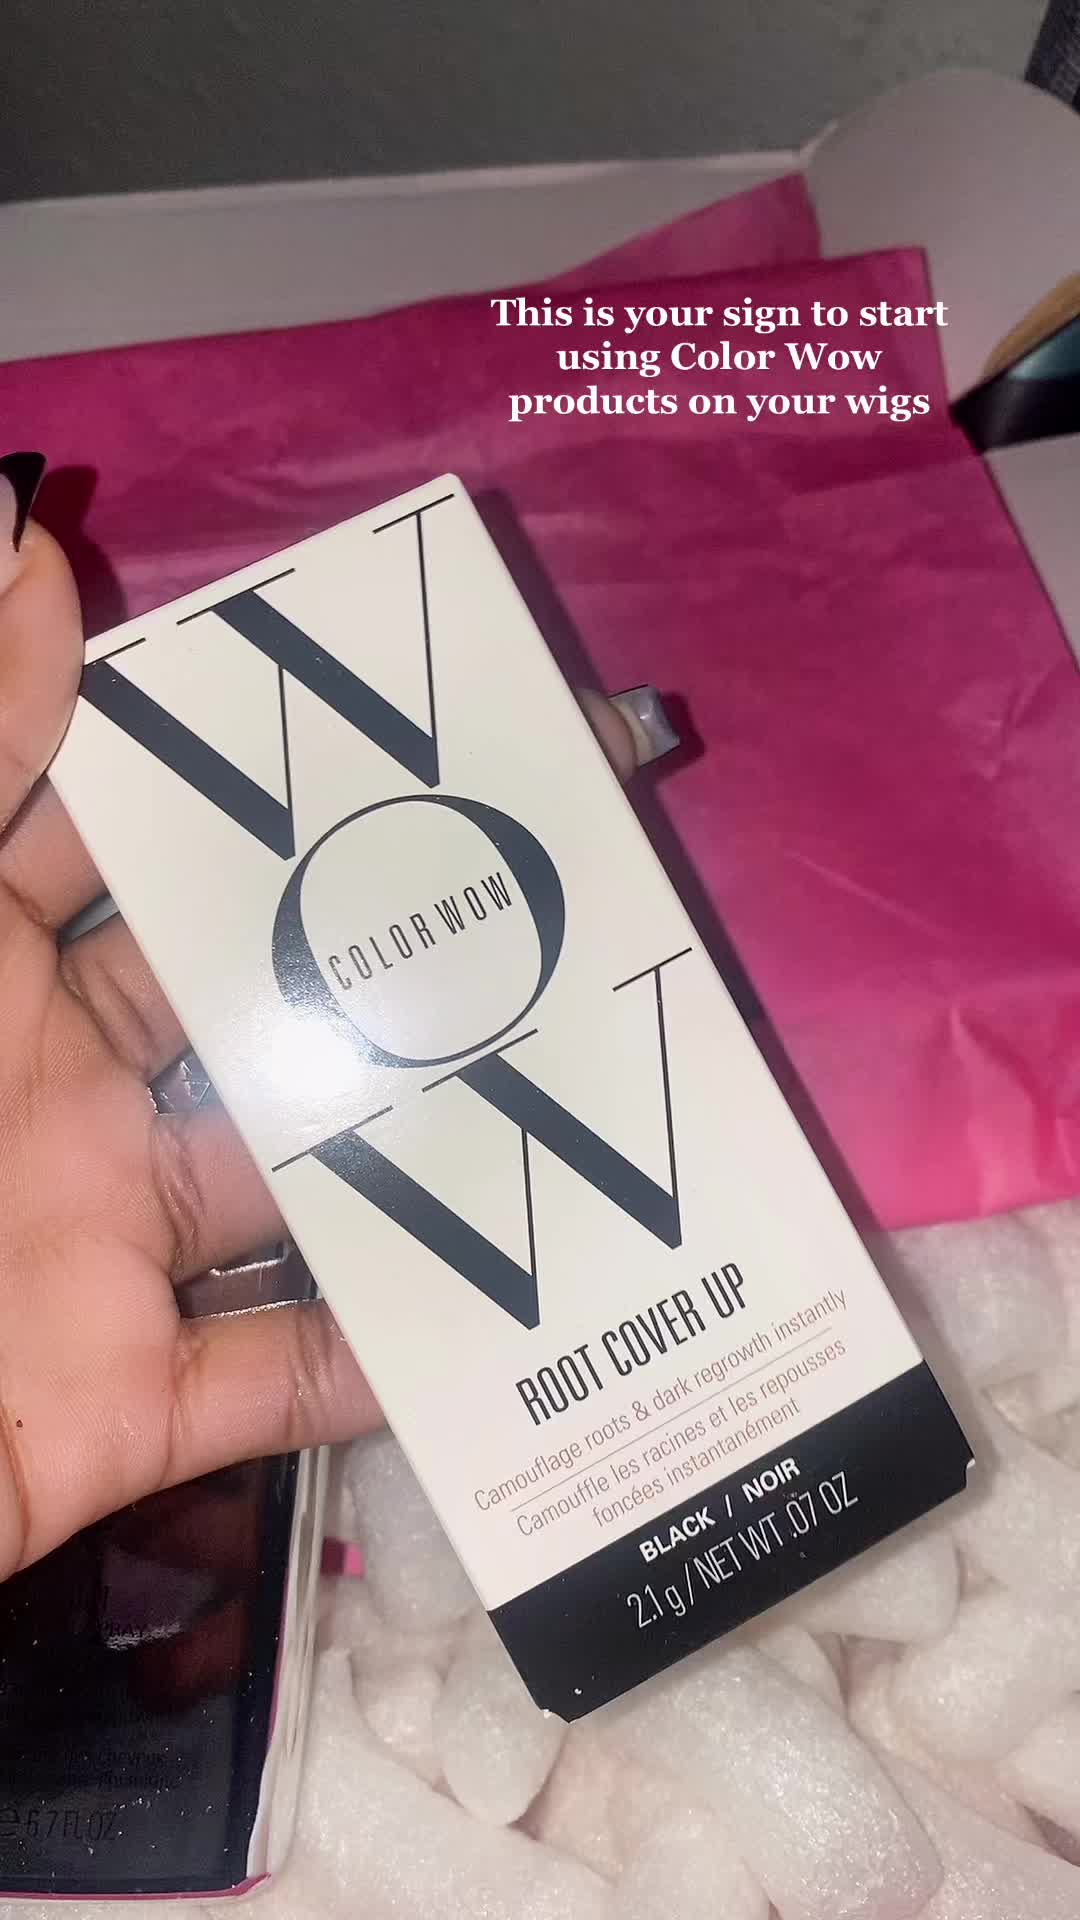 This is your sign to start
using Color Wow
products on your wigs
WOW
COLOR WOW
ROOT COVER UP
Camouflage roots & dark regrowth instantly
Camouffle les racines et les repousses
foncées instantanément
BLACK / NOIR
2.1 g / NET WT .07 OZ
e 6.7 FL OZ